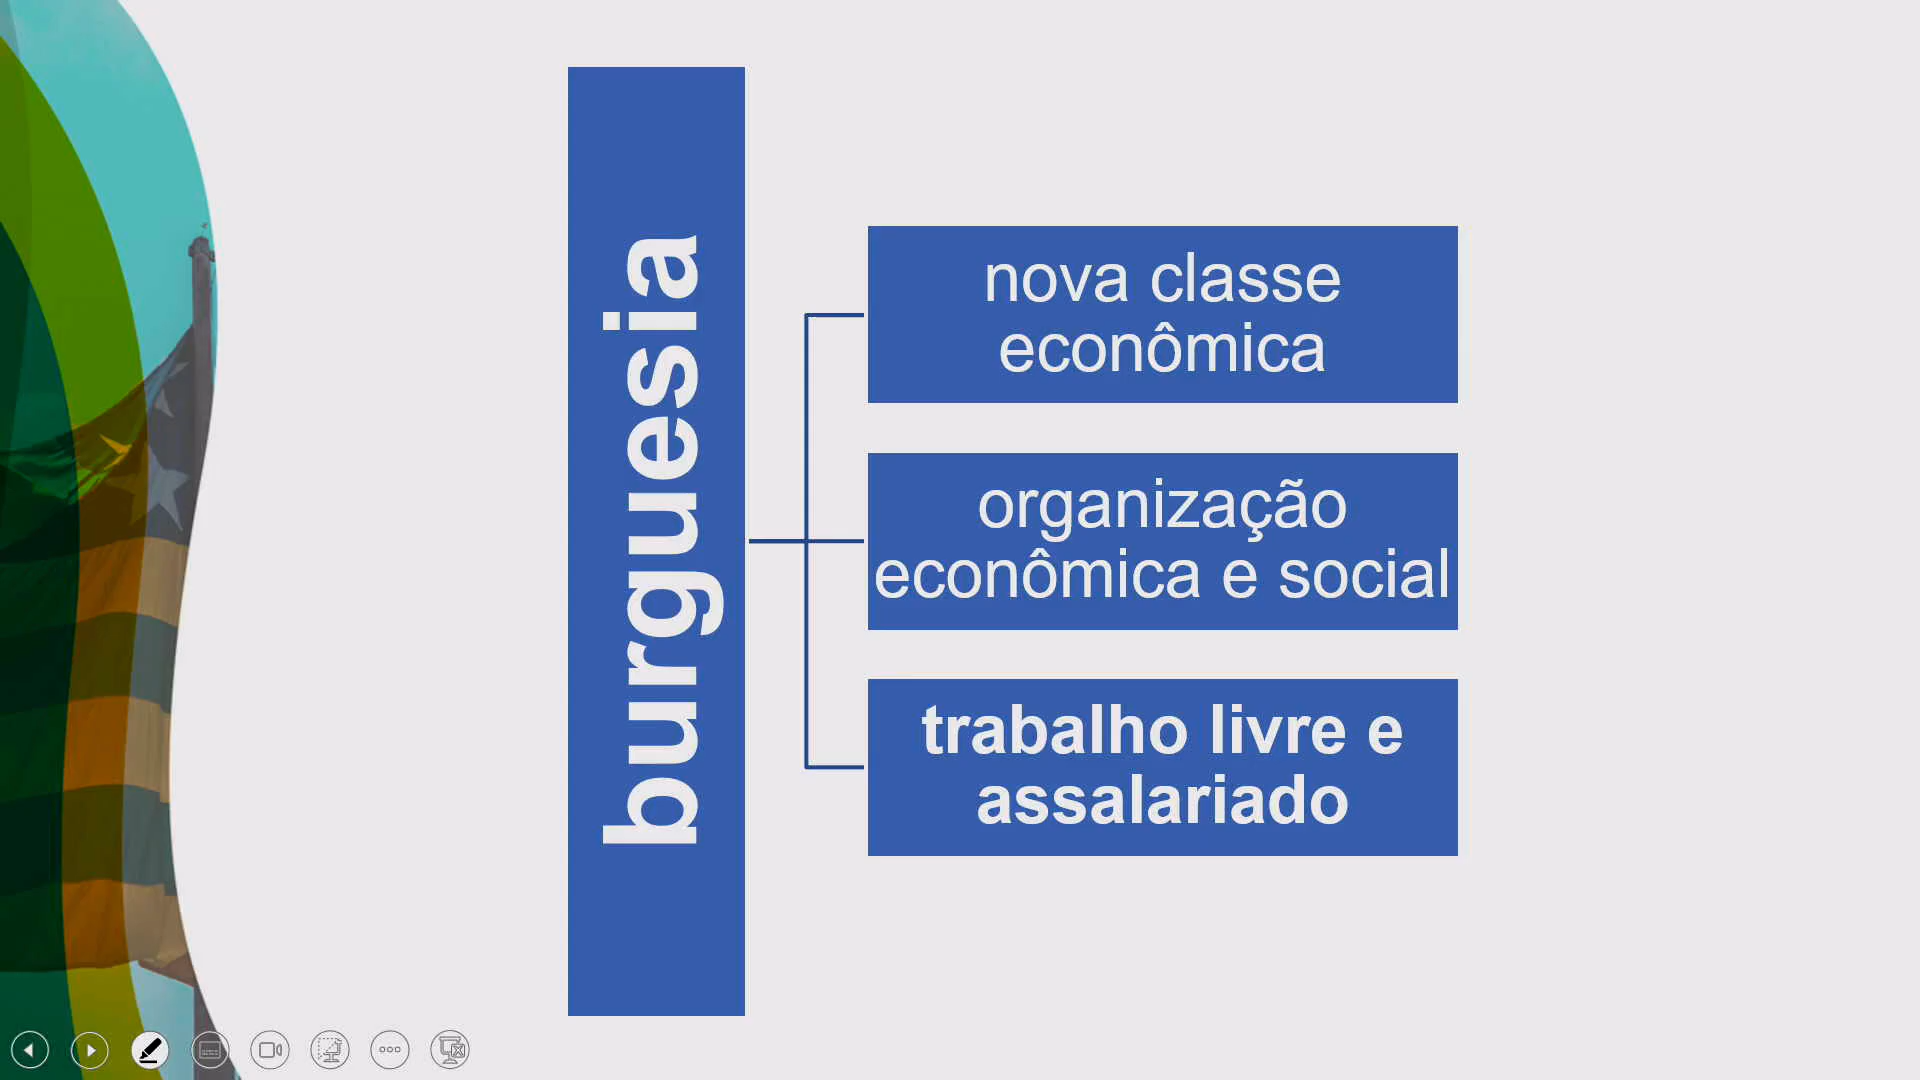 burguesia
nova classe
econômica
organização
econômica e social
trabalho livre e
assalariado